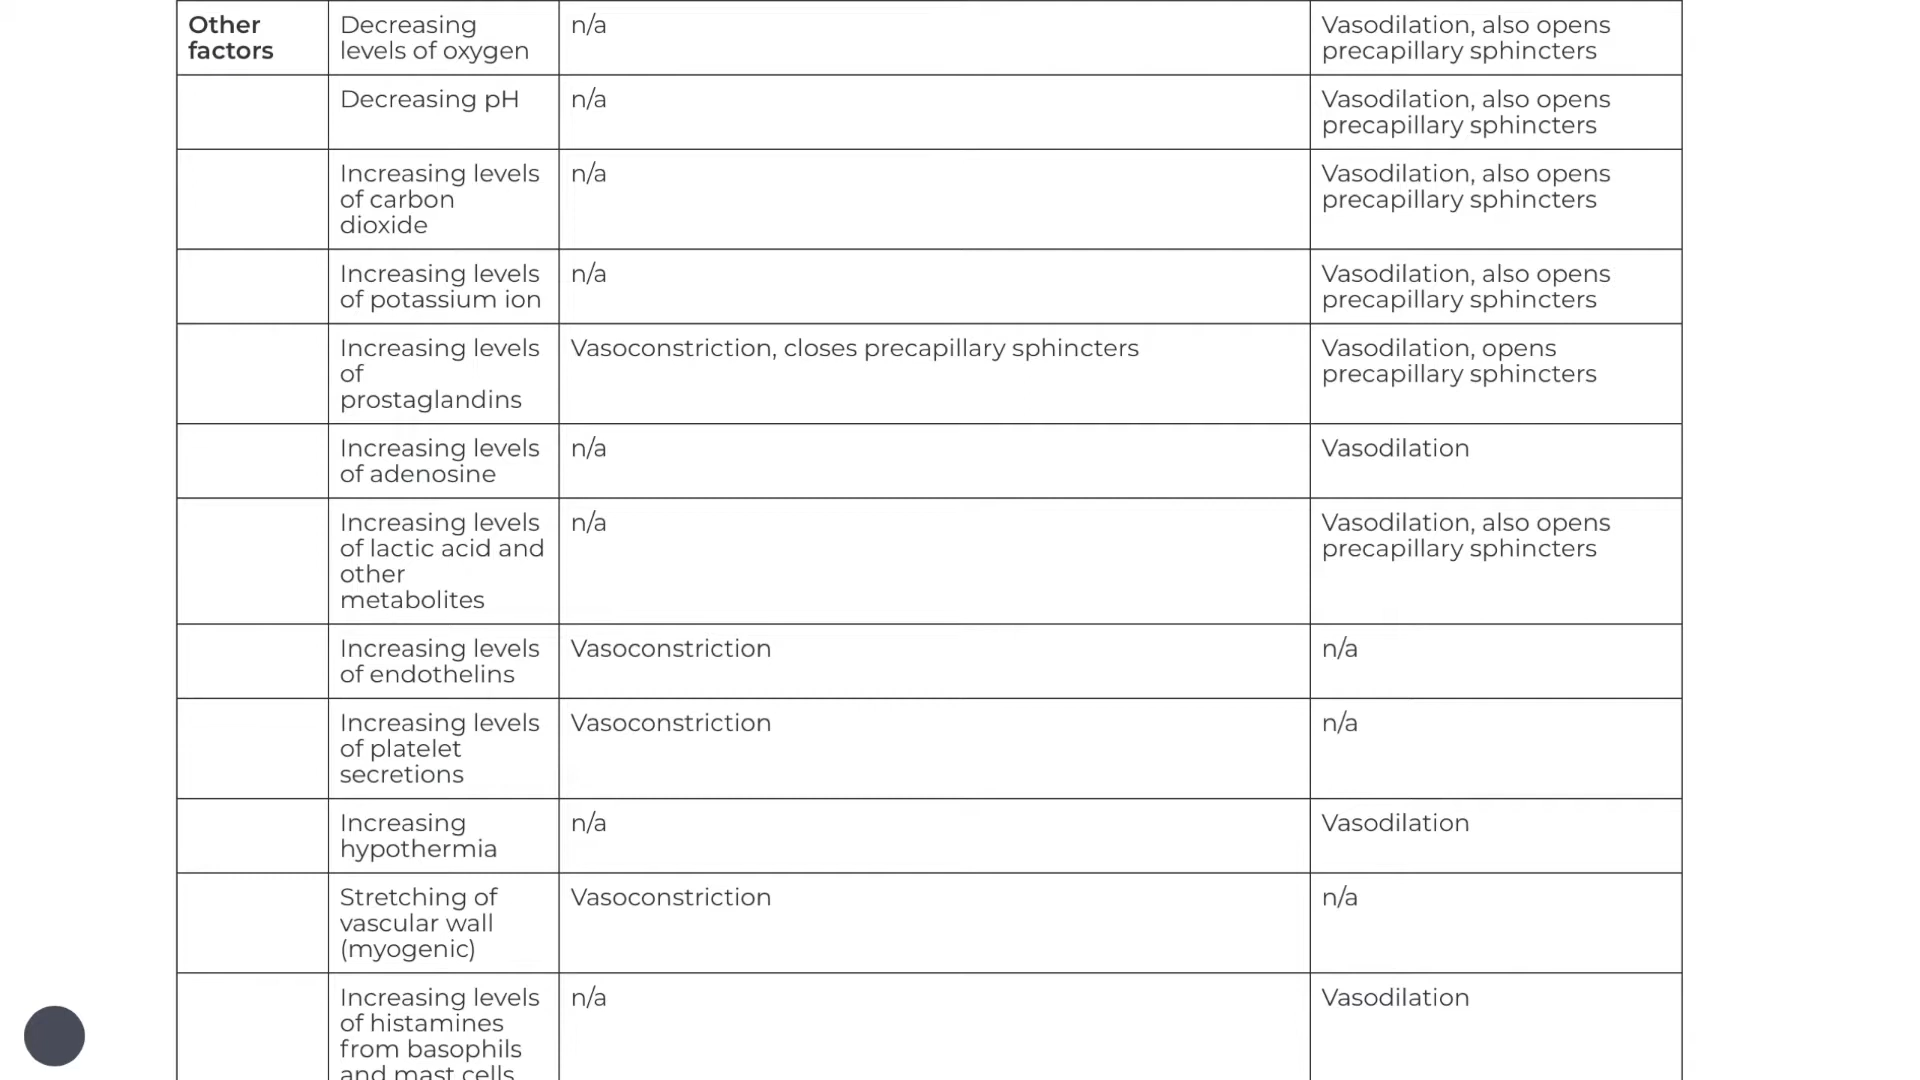 Other
factors
Decreasing
levels of oxygen
n/a
Vasodilation, also opens
precapillary sphincters
Decreasing pH
n/a
Vasodilation, also opens
precapillary sphincters
Increasing levels
of carbon
dioxide
n/a
Vasodilation, also opens
precapillary sphincters
Increasing levels
of potassium ion
n/a
Vasodilation, also opens
precapillary sphincters
Increasing levels
of
prostaglandins
Vasoconstriction, closes precapillary sphincters
Vasodilation, opens
precapillary sphincters
Increasing levels
of adenosine
n/a
Vasodilation
Increasing levels
of lactic acid and
other
metabolites
n/a
Vasodilation, also opens
precapillary sphincters
Increasing levels
of endothelins
Vasoconstriction
n/a
Increasing levels
of platelet
secretions
Vasoconstriction
n/a
Increasing
hypothermia
n/a
Vasodilation
Stretching of
vascular wall
(myogenic)
Vasoconstriction
n/a
Increasing levels
of histamines
from basophils
and mast cells
n/a
Vasodilation